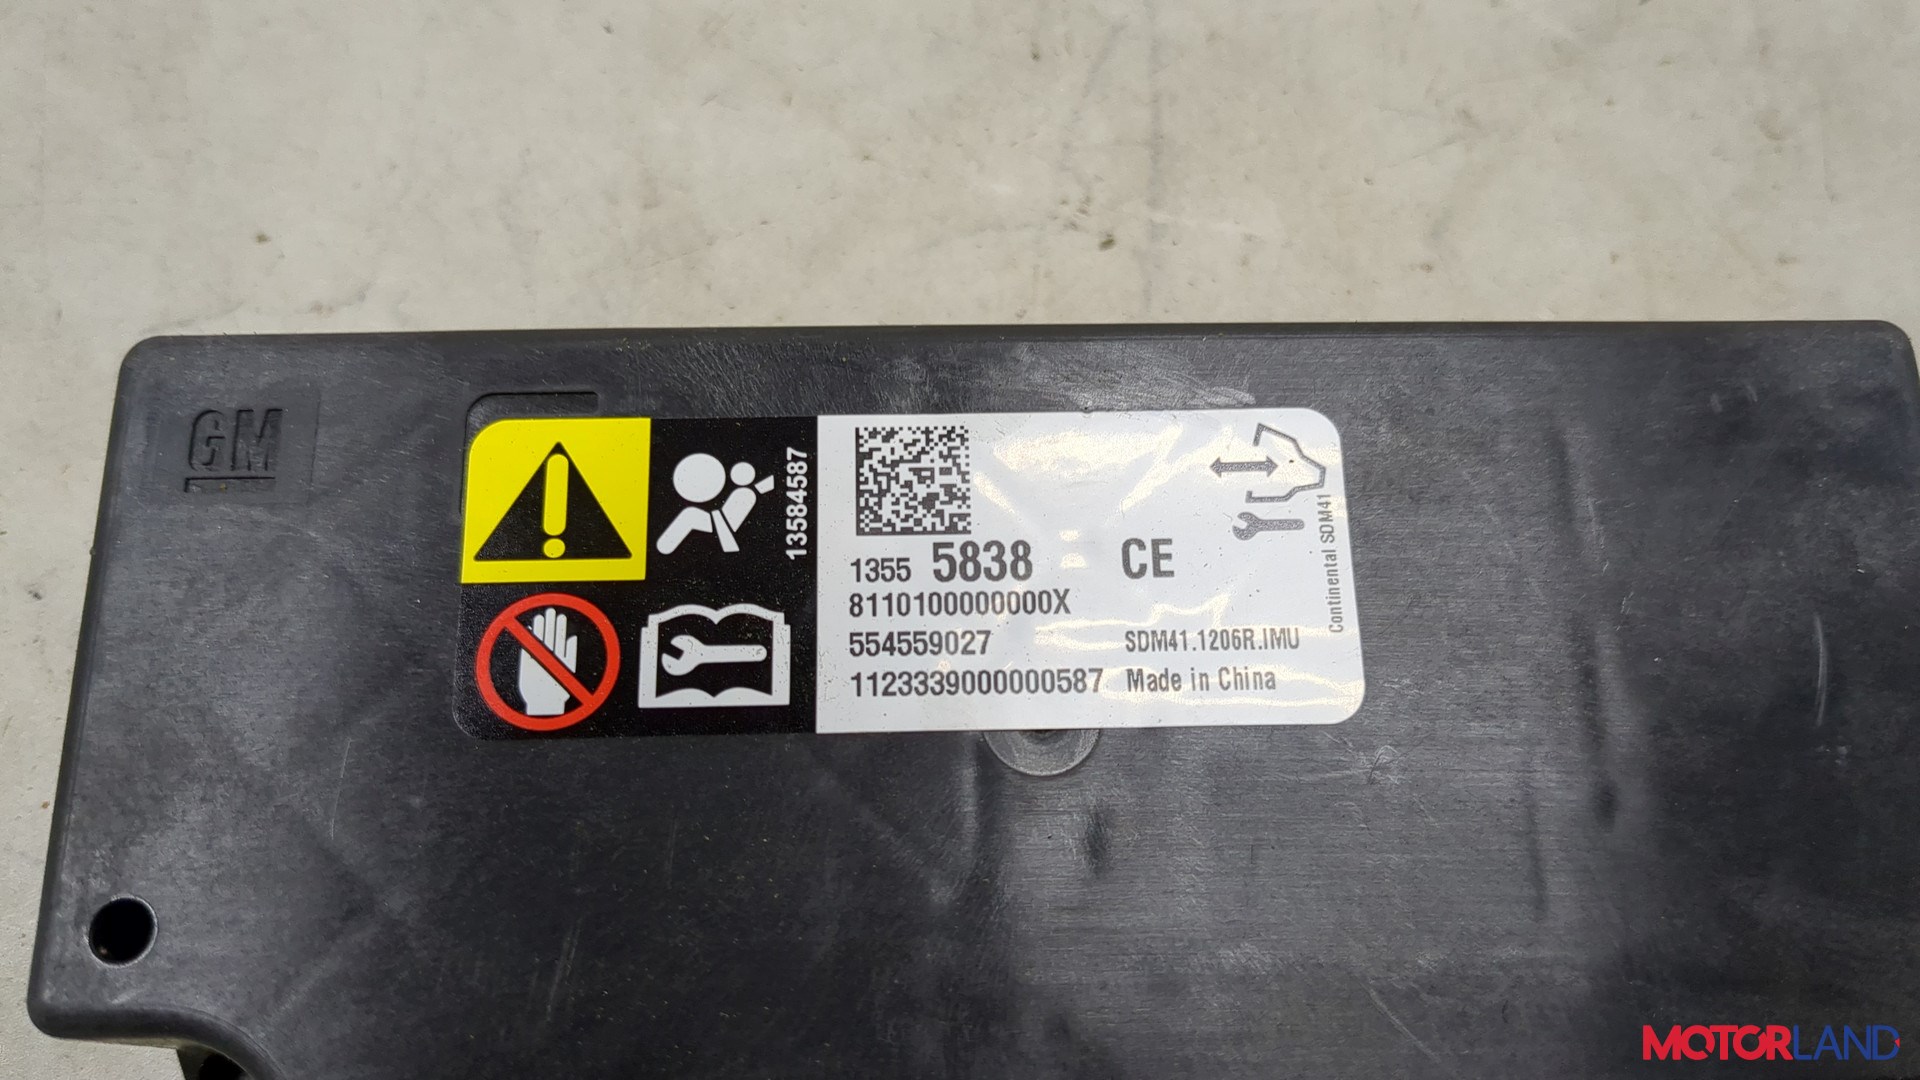 GM
13584587
1355 5838 CE
8110100000000X
554559027 SDM41.1206R.IMU
1123339000000587 Made in China
Continental SDM41
MOTORLAND